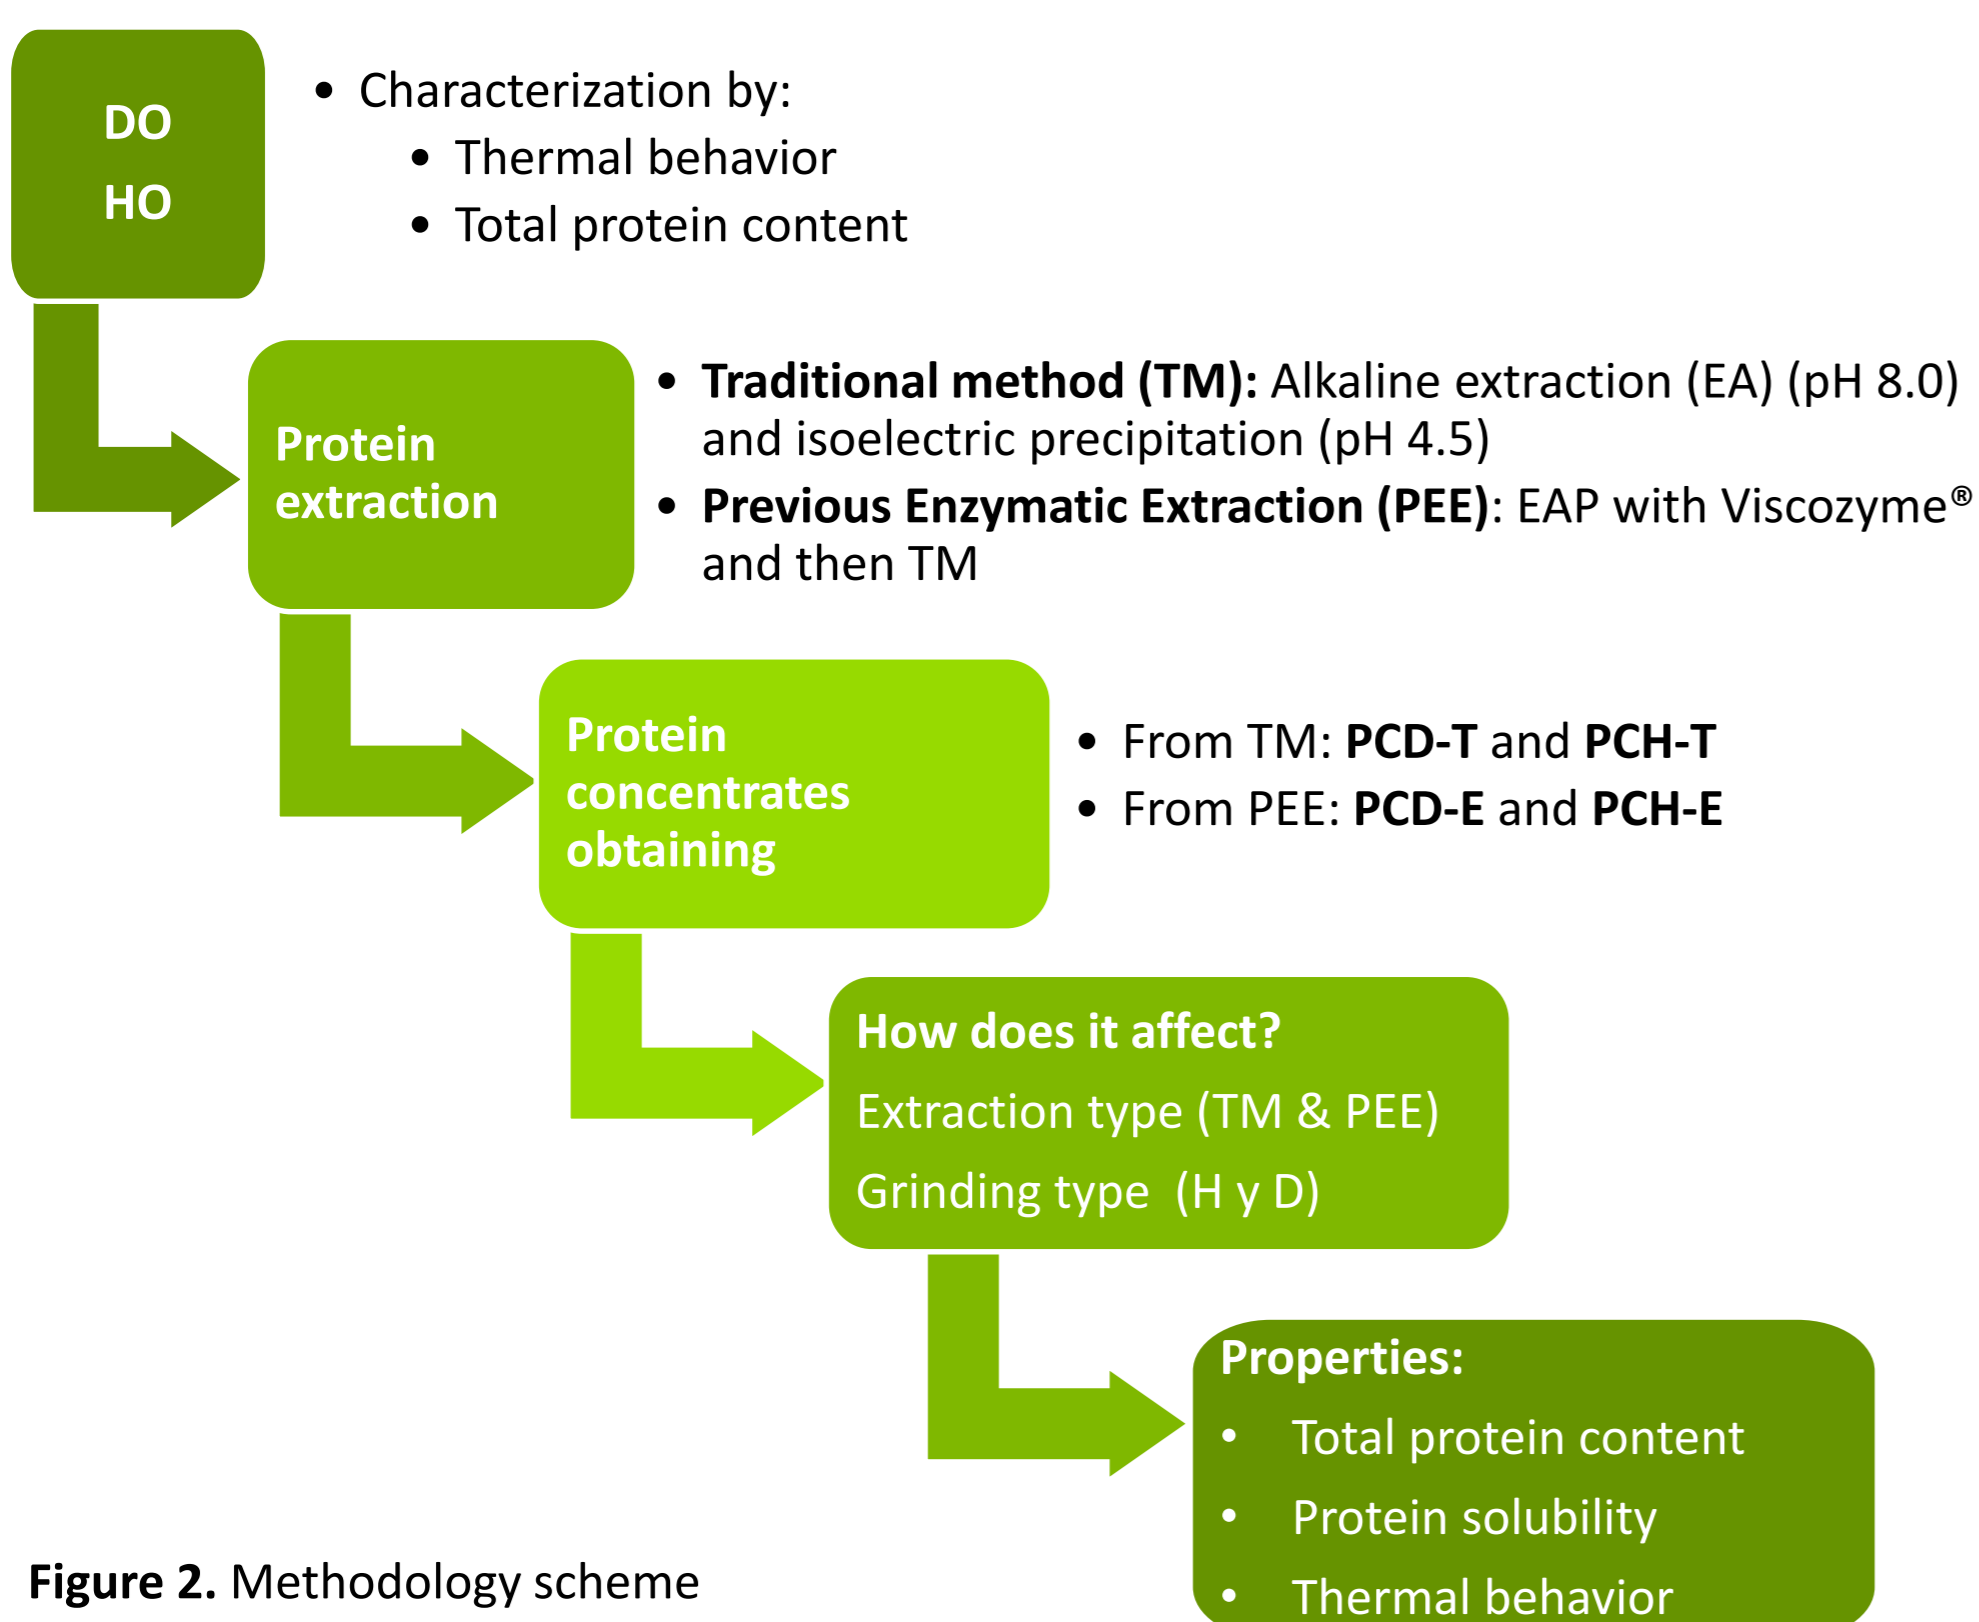 DO
HO
• Characterization by:
• Thermal behavior
• Total protein content
Protein
extraction
• Traditional method (TM): Alkaline extraction (EA) (pH 8.0)
and isoelectric precipitation (pH 4.5)
• Previous Enzymatic Extraction (PEE): EAP with Viscozyme®
and then TM
Protein
concentrates
obtaining
• From TM: PCD-T and PCH-T
• From PEE: PCD-E and PCH-E
How does it affect?
Extraction type (TM & PEE)
Grinding type (H y D)
Properties:
• Total protein content
• Protein solubility
• Thermal behavior
Figure 2. Methodology scheme